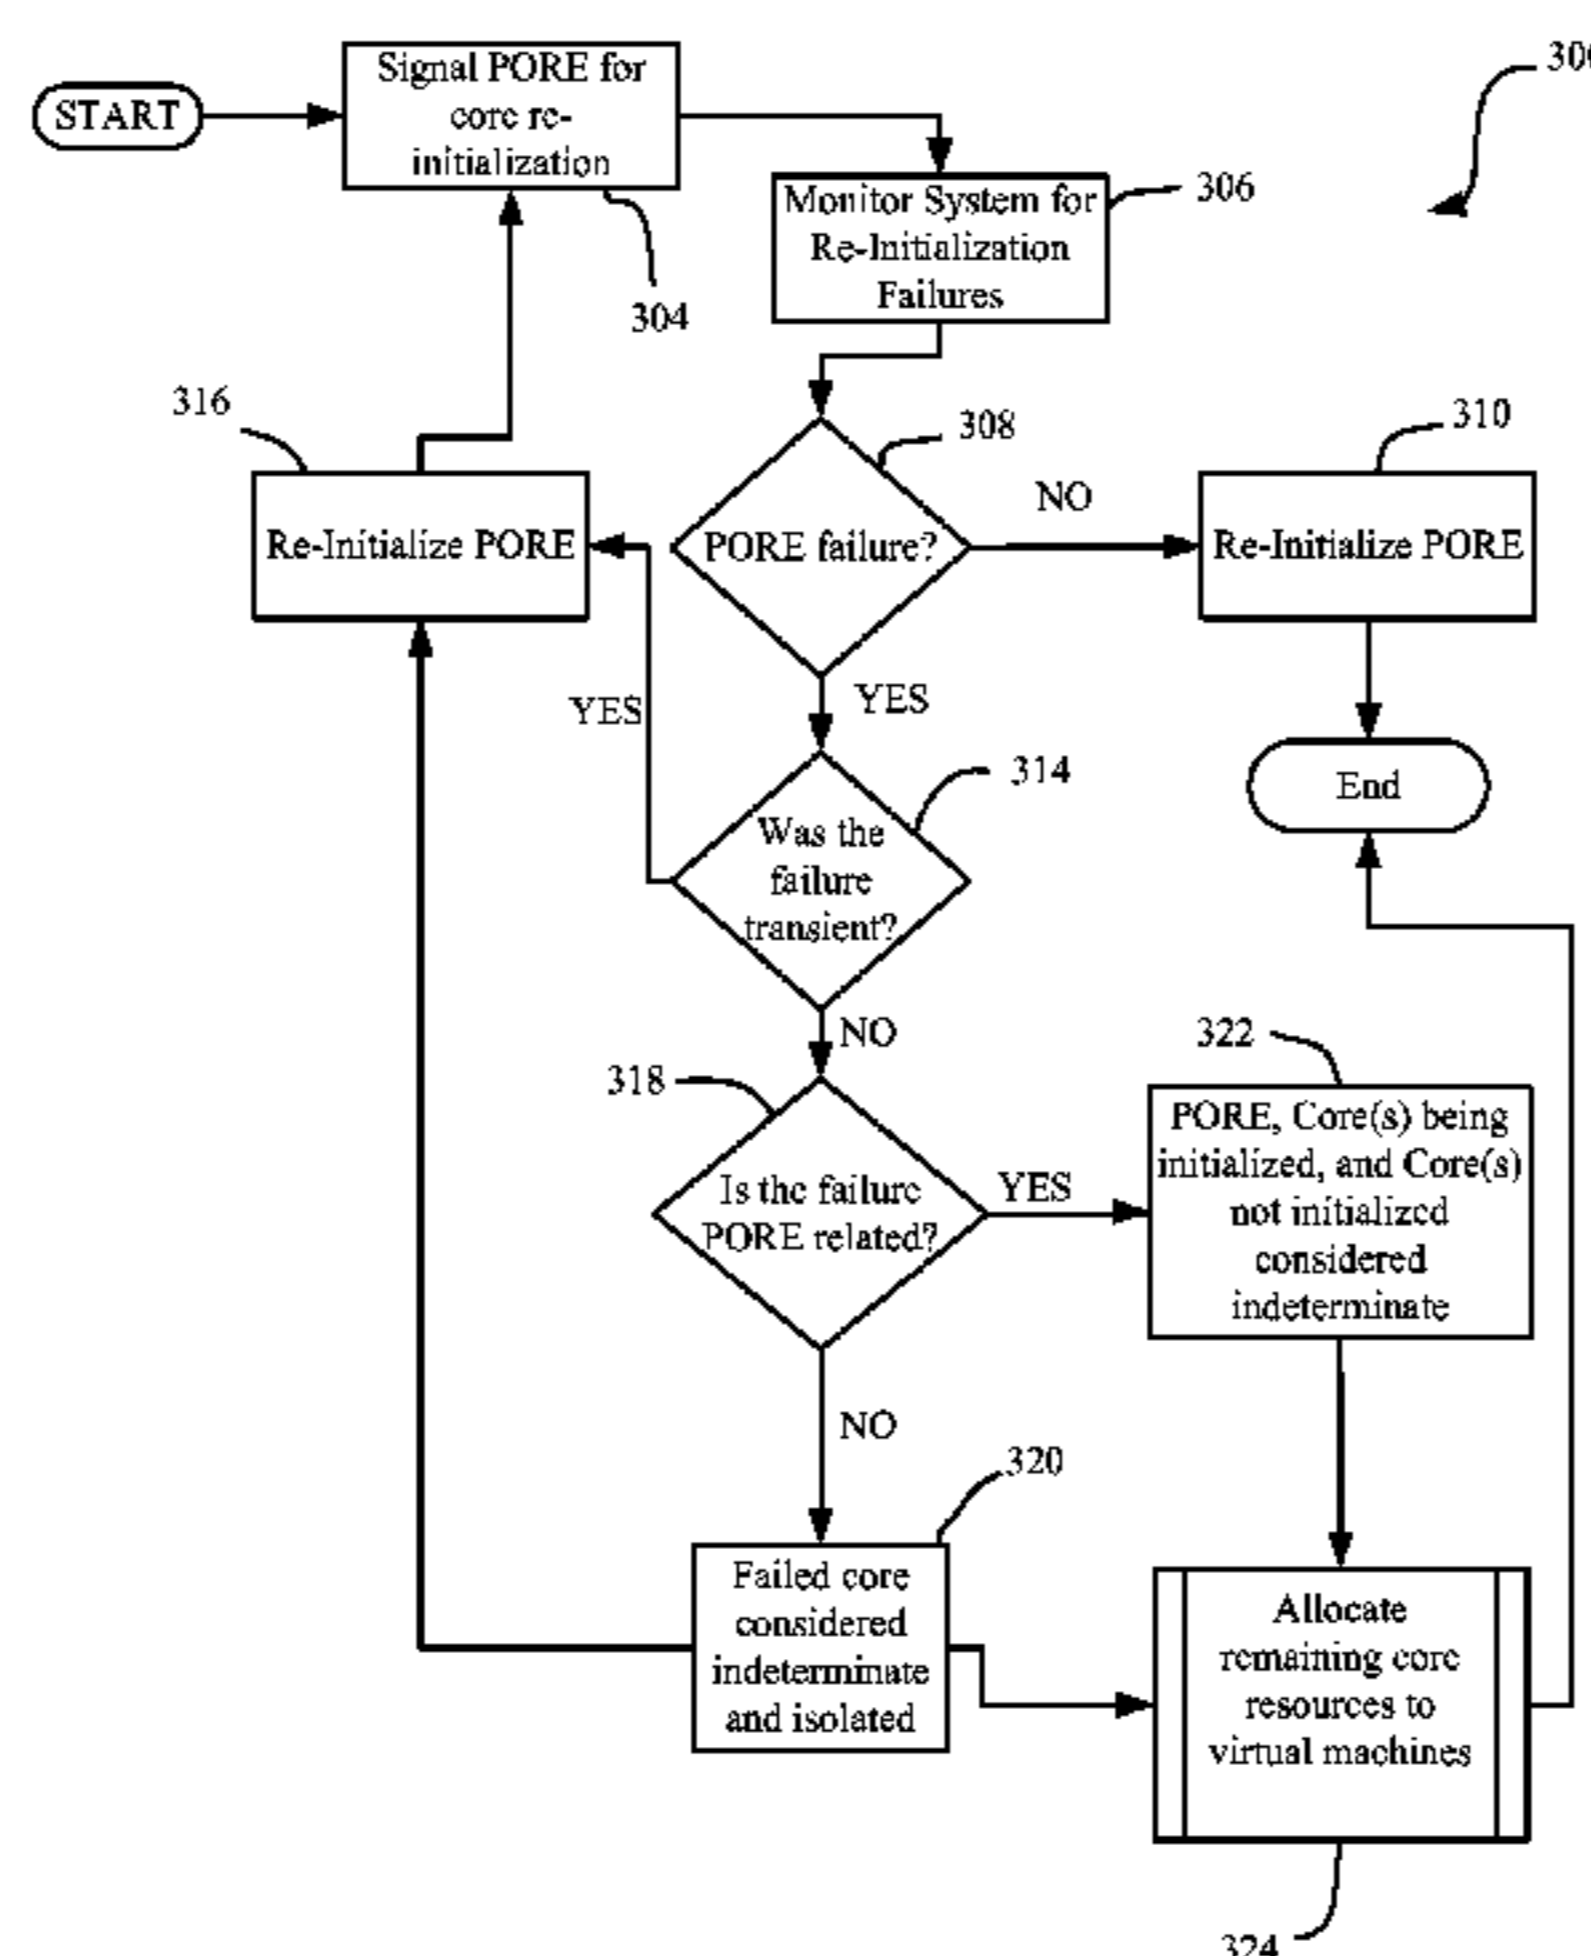 START
Signal PORE for
core re-
initialization
304
Monitor System for
Re-Initialization
Failures
306
316
Re-Initialize PORE
308
PORE failure?
NO
310
Re-Initialize PORE
YES
YES
End
314
Was the
failure
transient?
NO
318
Is the failure
PORE related?
YES
322
PORE, Core(s) being
initialized, and Core(s)
not initialized
considered
indeterminate
NO
320
Failed core
considered
indeterminate
and isolated
Allocate
remaining core
resources to
virtual machines
324